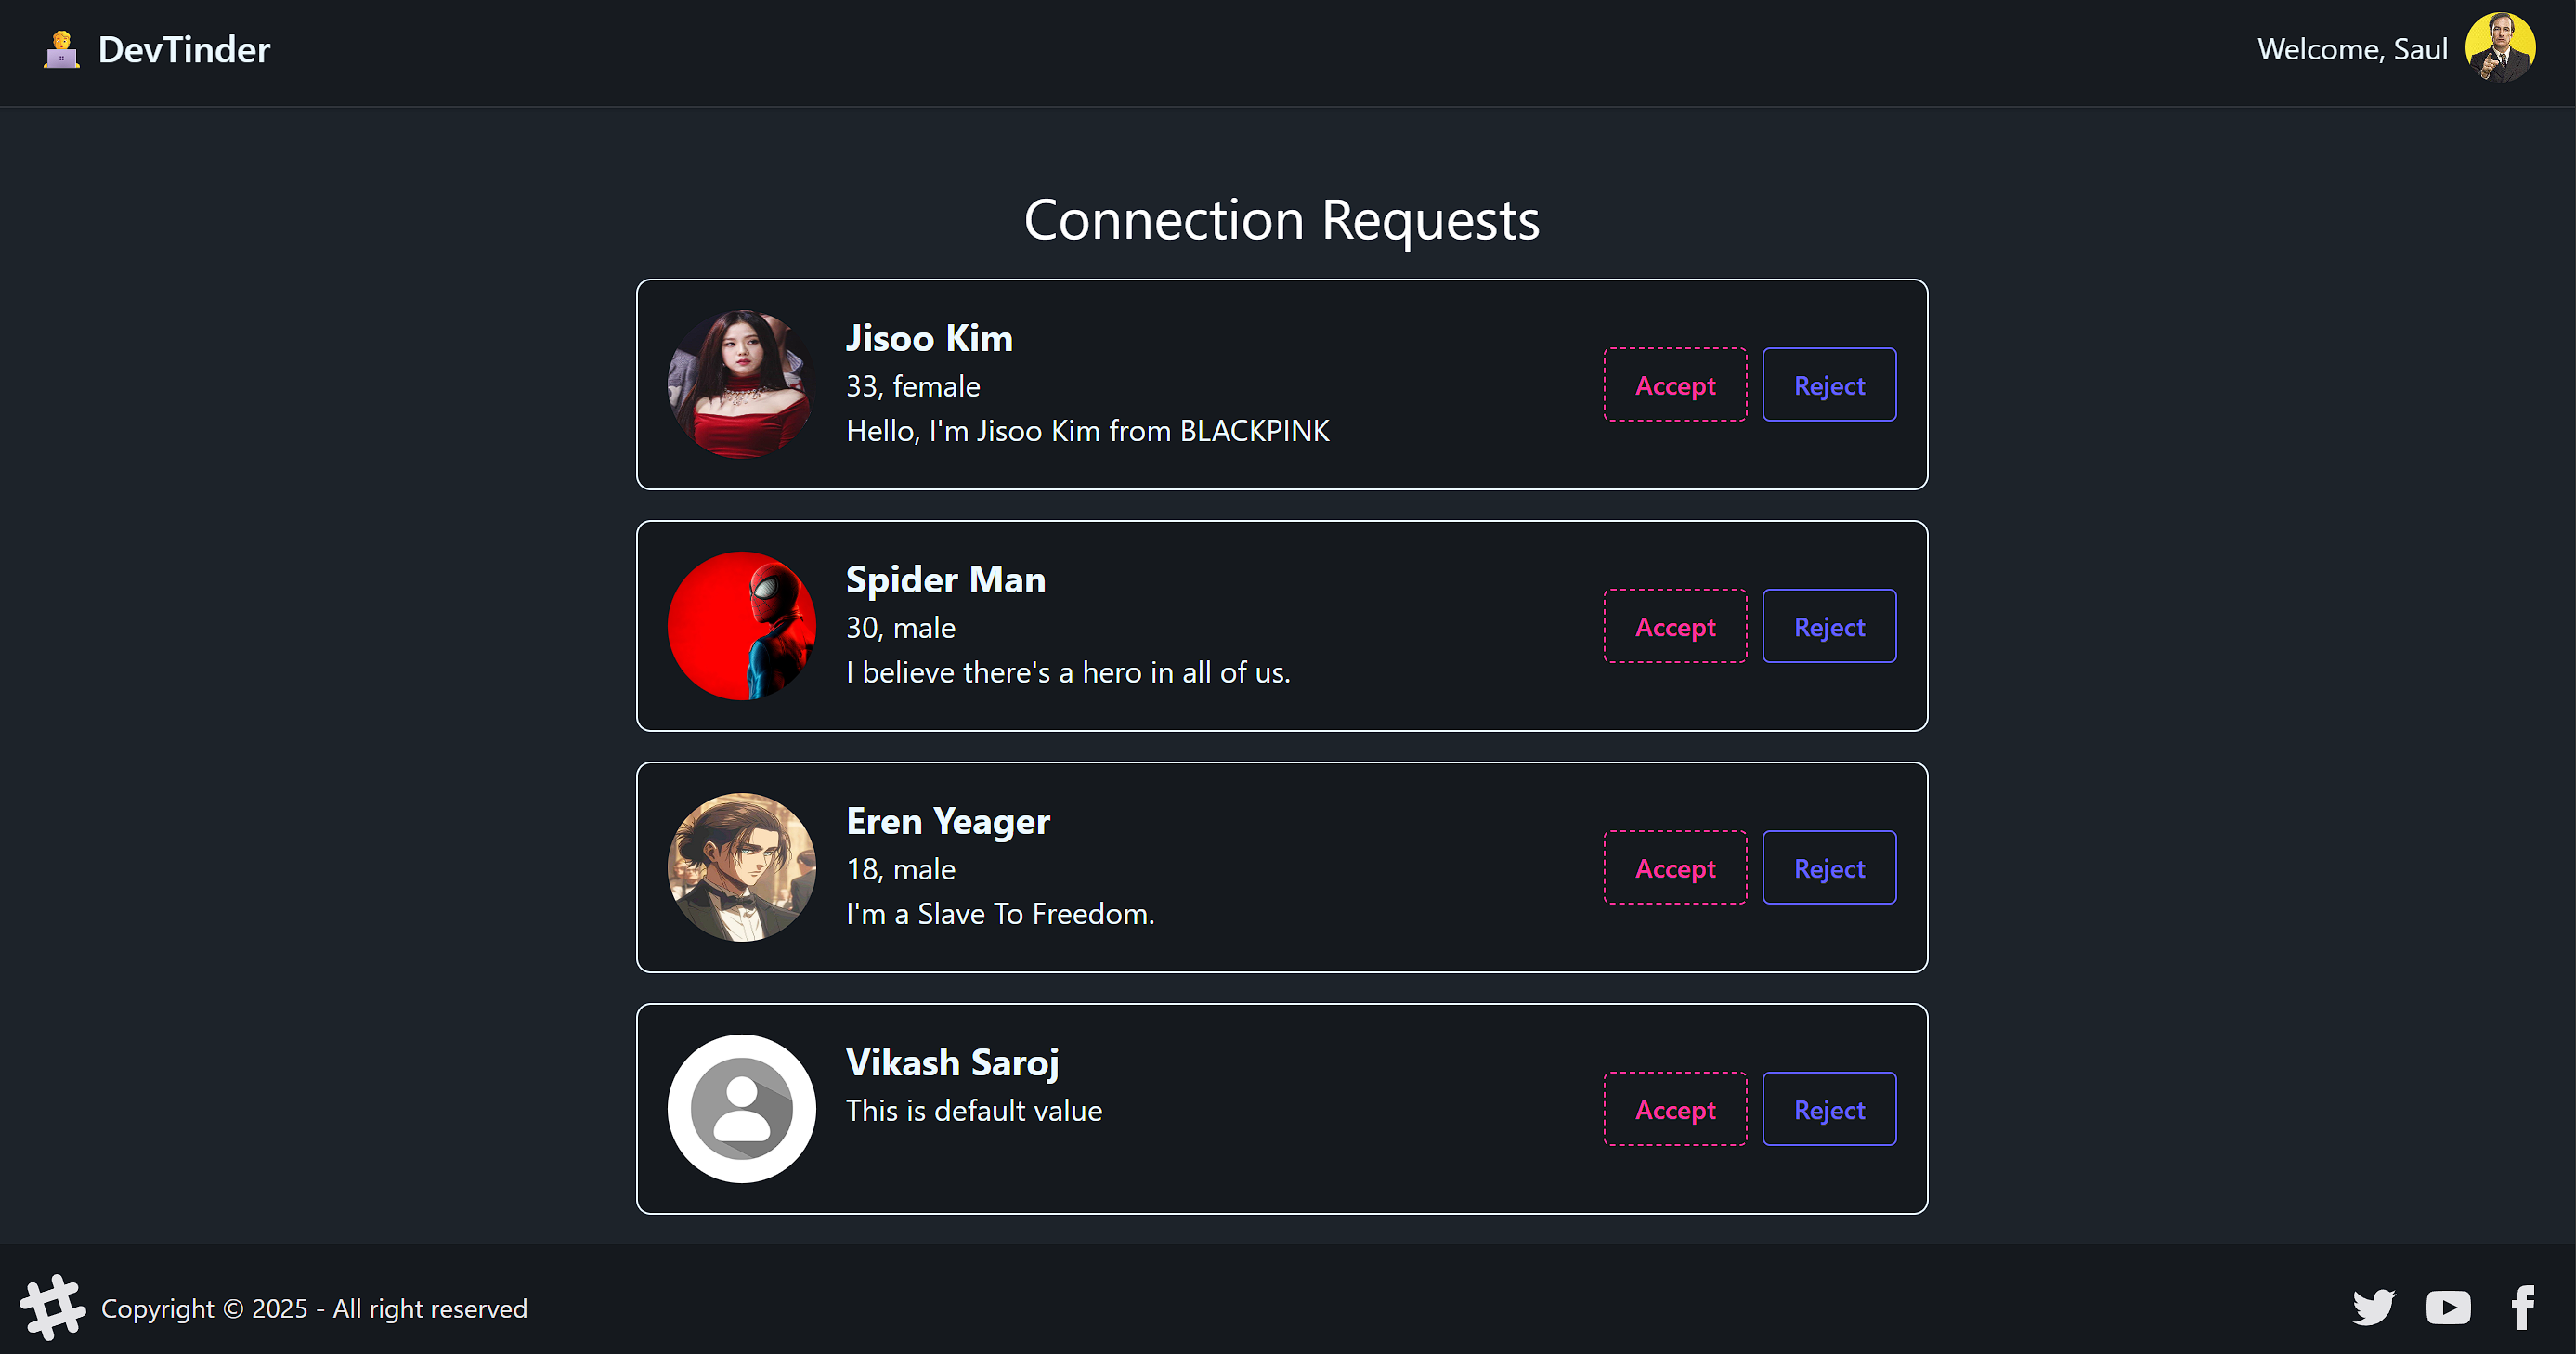 DevTinder
Welcome, Saul
Connection Requests
Jisoo Kim
33, female
Hello, I'm Jisoo Kim from BLACKPINK
Accept
Reject
Spider Man
30, male
I believe there's a hero in all of us.
Accept
Reject
Eren Yeager
18, male
I'm a Slave To Freedom.
Accept
Reject
Vikash Saroj
This is default value
Accept
Reject
Copyright © 2025 - All right reserved